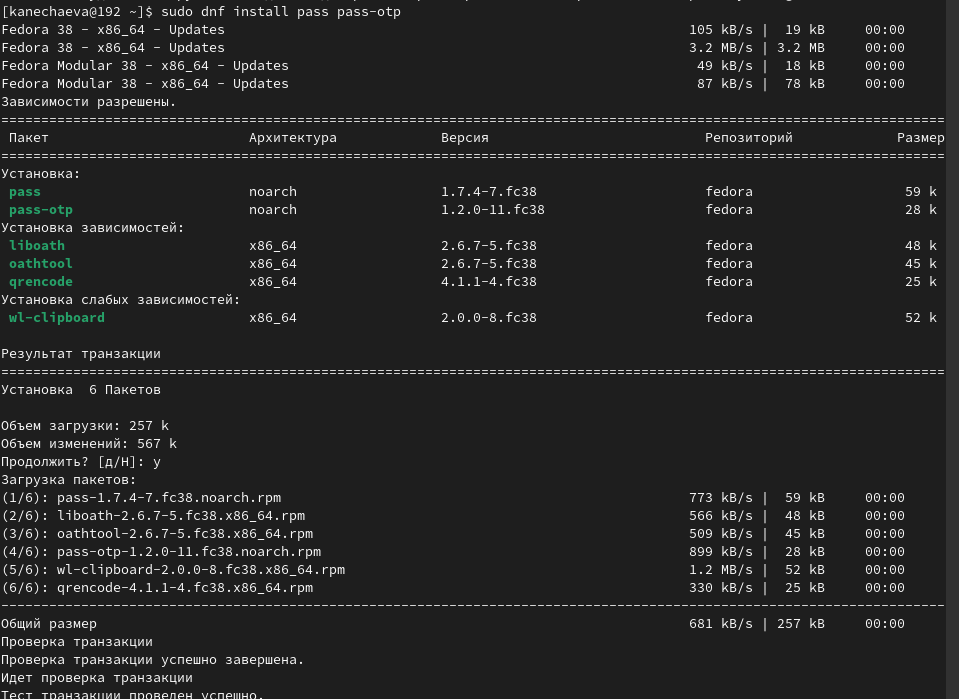 [kanechaeva@192 ~]$ sudo dnf install pass pass-otp
Fedora 38 - x86_64 - Updates 105 kB/s | 19 kB 00:00
Fedora 38 - x86_64 - Updates 3.2 MB/s | 3.2 MB 00:00
Fedora Modular 38 - x86_64 - Updates 49 kB/s | 18 kB 00:00
Fedora Modular 38 - x86_64 - Updates 87 kB/s | 78 kB 00:00
Зависимости разрешены.
================================================================================
Пакет Архитектура Версия Репозиторий Размер
================================================================================
Установка:
pass noarch 1.7.4-7.fc38 fedora 59 k
pass-otp noarch 1.2.0-11.fc38 fedora 28 k
Установка зависимостей:
liboath x86_64 2.6.7-5.fc38 fedora 48 k
oathtool x86_64 2.6.7-5.fc38 fedora 45 k
qrencode x86_64 4.1.1-4.fc38 fedora 25 k
Установка слабых зависимостей:
wl-clipboard x86_64 2.0.0-8.fc38 fedora 52 k
Результат транзакции
================================================================================
Установка 6 Пакетов
Объем загрузки: 257 k
Объем изменений: 567 k
Продолжить? [д/Н]: y
Загрузка пакетов:
(1/6): pass-1.7.4-7.fc38.noarch.rpm 773 kB/s | 59 kB 00:00
(2/6): liboath-2.6.7-5.fc38.x86_64.rpm 566 kB/s | 48 kB 00:00
(3/6): oathtool-2.6.7-5.fc38.x86_64.rpm 509 kB/s | 45 kB 00:00
(4/6): pass-otp-1.2.0-11.fc38.noarch.rpm 899 kB/s | 28 kB 00:00
(5/6): wl-clipboard-2.0.0-8.fc38.x86_64.rpm 1.2 MB/s | 52 kB 00:00
(6/6): qrencode-4.1.1-4.fc38.x86_64.rpm 330 kB/s | 25 kB 00:00
--------------------------------------------------------------------------------
Общий размер 681 kB/s | 257 kB 00:00
Проверка транзакции
Проверка транзакции успешно завершена.
Идет проверка транзакции
Тест транзакции проведен успешно.